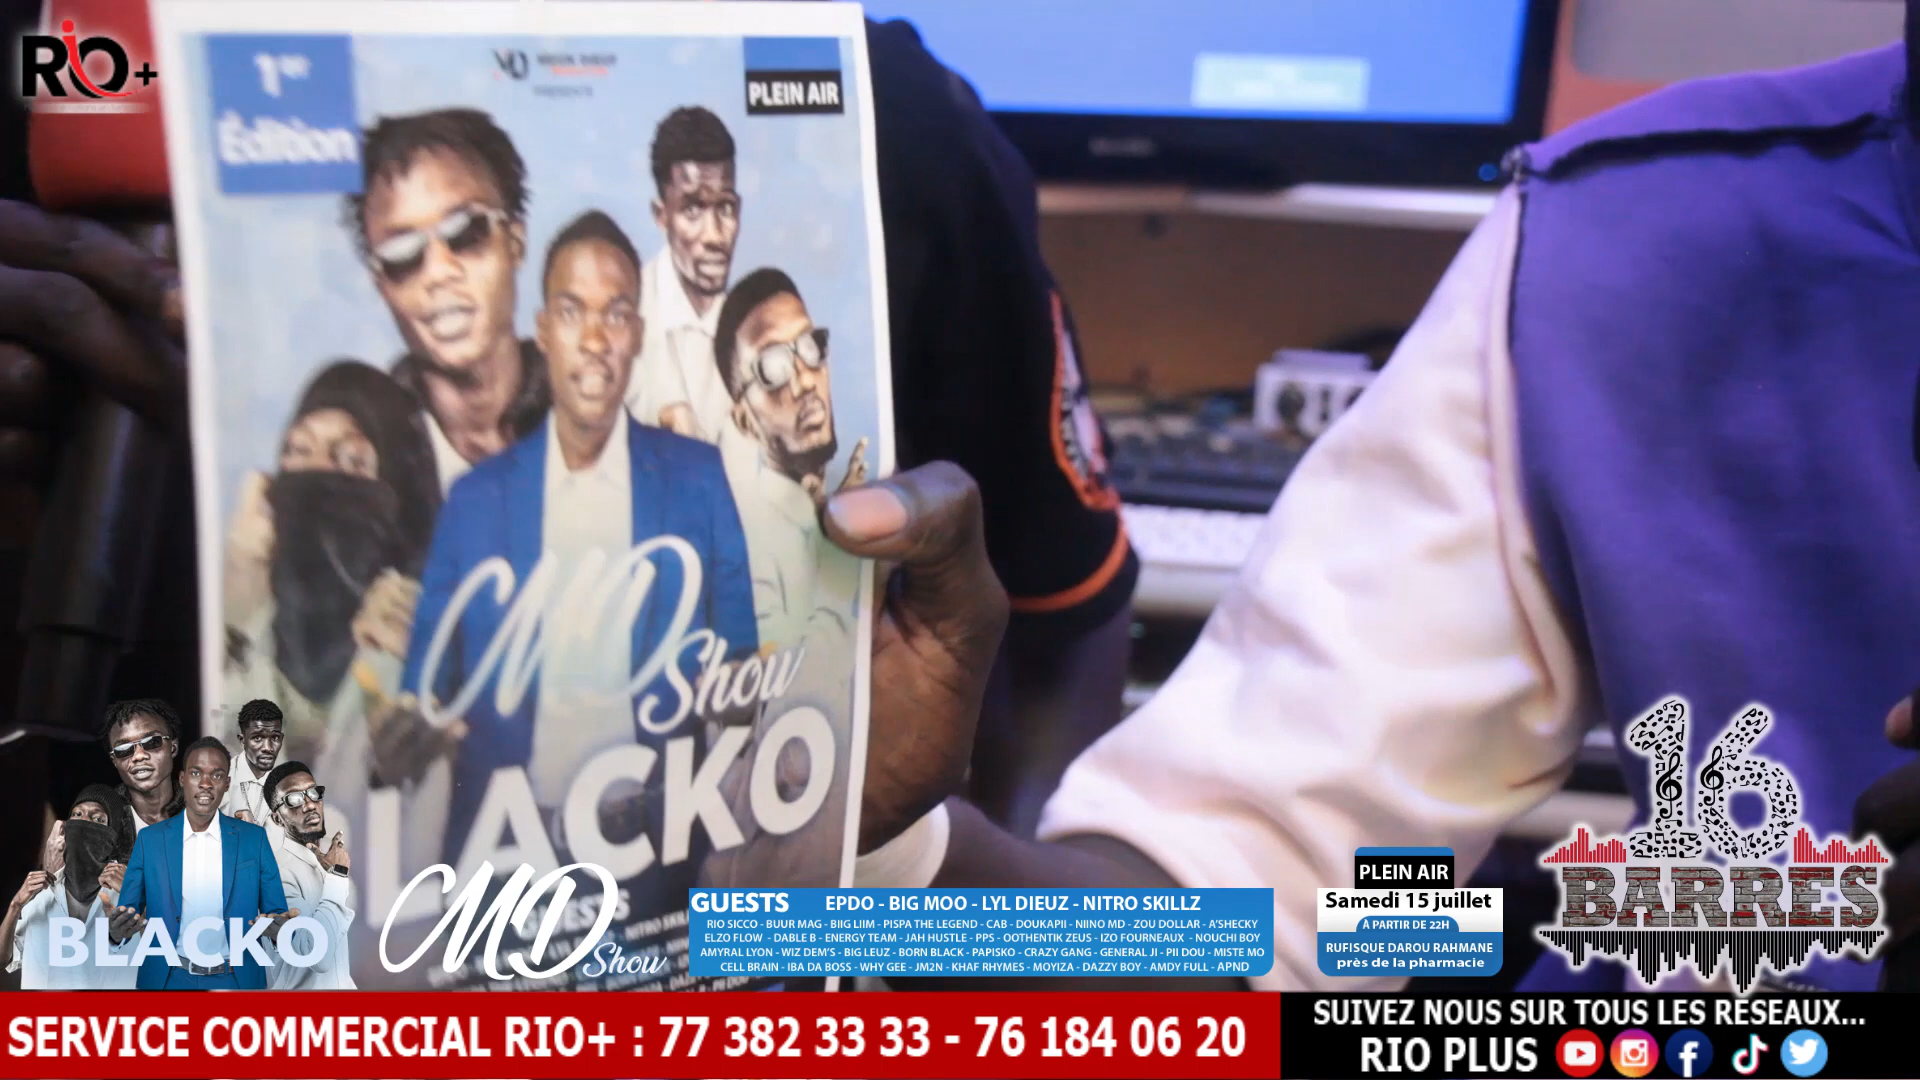 RIO+
1ère
Édition
PRÉSENTE
PLEIN AIR
MD
Show
BLACKO
GUESTS
NITRO SKILLZ
BLACKO
MD
Show
GUESTS EPDO - BIG MOO - LYL DIEUZ - NITRO SKILLZ
RIO SICCO - BUUR MAG - BIIG LIIM - PISPA THE LEGEND - CAB - DOUKAPII - NIINO MD - ZOU DOLLAR - A'SHECKY
ELZO FLOW - DABLE B - ENERGY TEAM - JAH HUSTLE - PPS - OOTHENTIK ZEUS - IZO FOURNEAUX - NOUCHI BOY
AMYRAL LYON - WIZ DEM'S - BIG LEUZ - BORN BLACK - PAPISKO - CRAZY GANG - GENERAL JI - PII DOU - MISTE MO
CELL BRAIN - IBA DA BOSS - WHY GEE - JM2N - KHAF RHYMES - MOYIZA - DAZZY BOY - AMDY FULL - APND
PLEIN AIR
Samedi 15 juillet
À PARTIR DE 22H
RUFISQUE DAROU RAHMANE
près de la pharmacie
16
BARRES
SERVICE COMMERCIAL RIO+ : 77 382 33 33 - 76 184 06 20
SUIVEZ NOUS SUR TOUS LES RESEAUX...
RIO PLUS